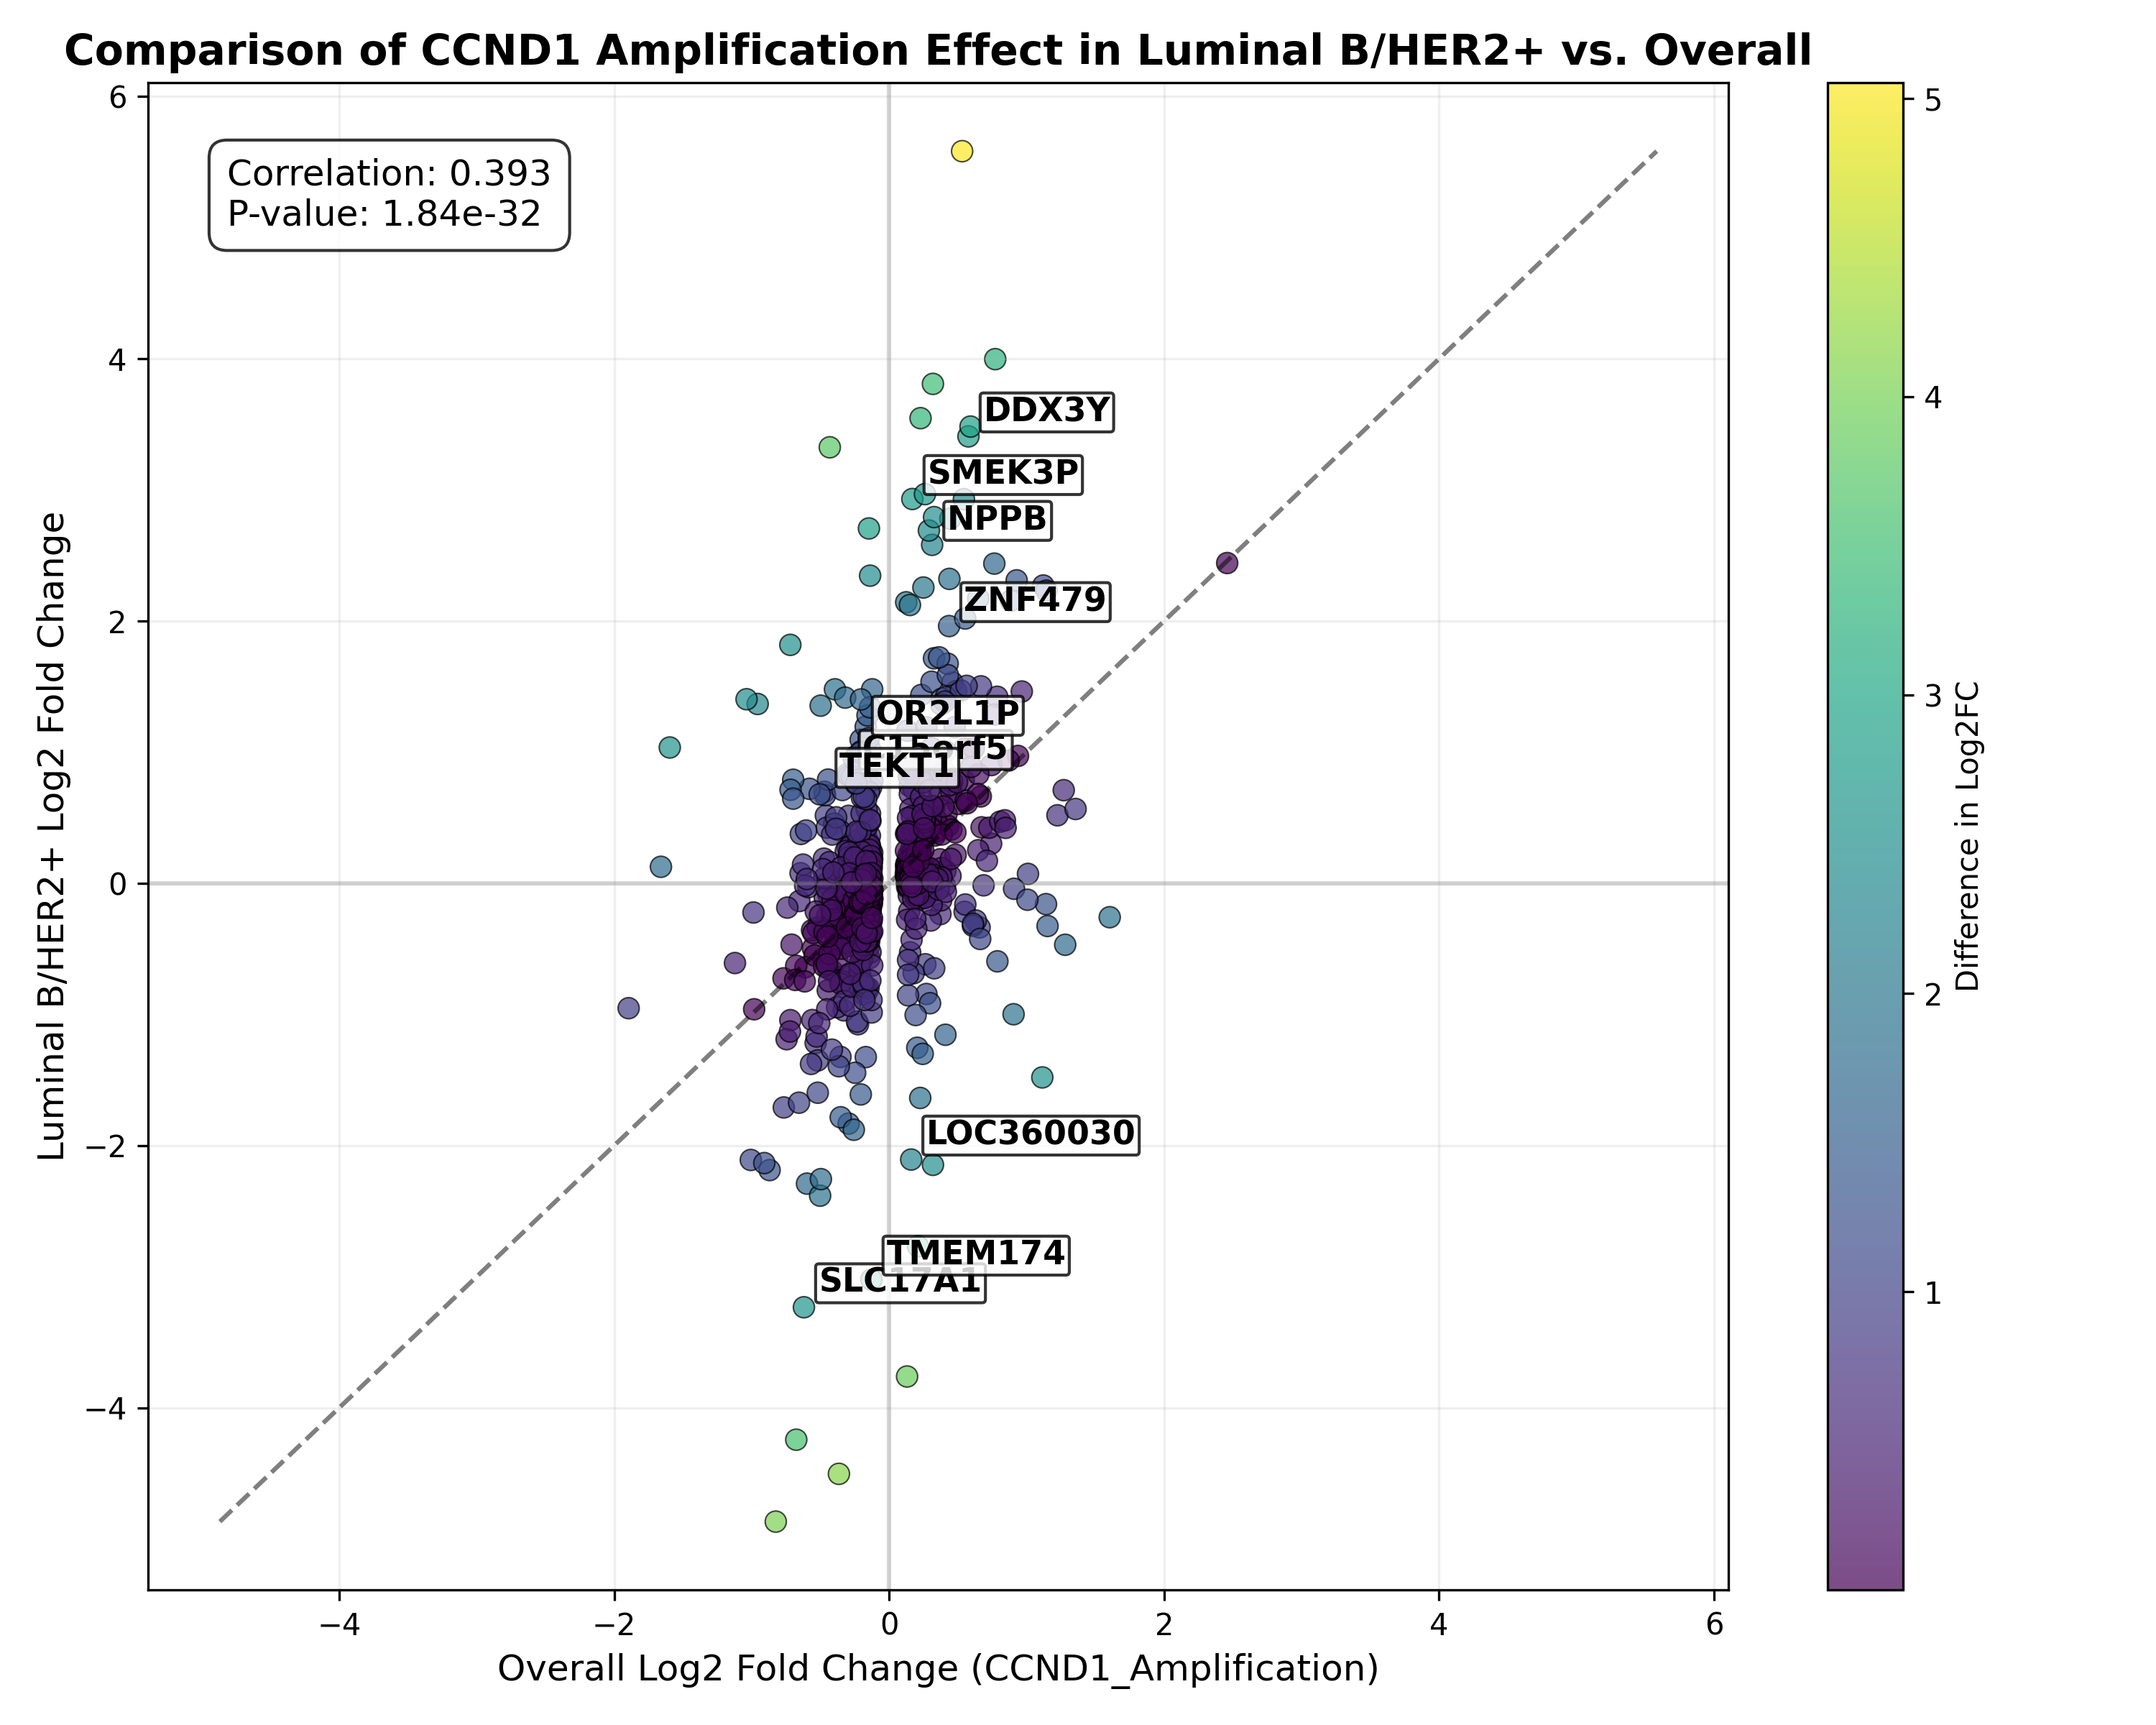 Comparison of CCND1 Amplification Effect in Luminal B/HER2+ vs. Overall
Correlation: 0.393
P-value: 1.84e-32
6
4
2
0
−2
−4
Luminal B/HER2+ Log2 Fold Change
DDX3Y
SMEK3P
NPPB
ZNF479
OR2L1P
C15orf5
TEKT1
LOC360030
TMEM174
SLC17A1
−4
−2
0
2
4
6
Overall Log2 Fold Change (CCND1_Amplification)
5
4
3
2
1
Difference in Log2FC